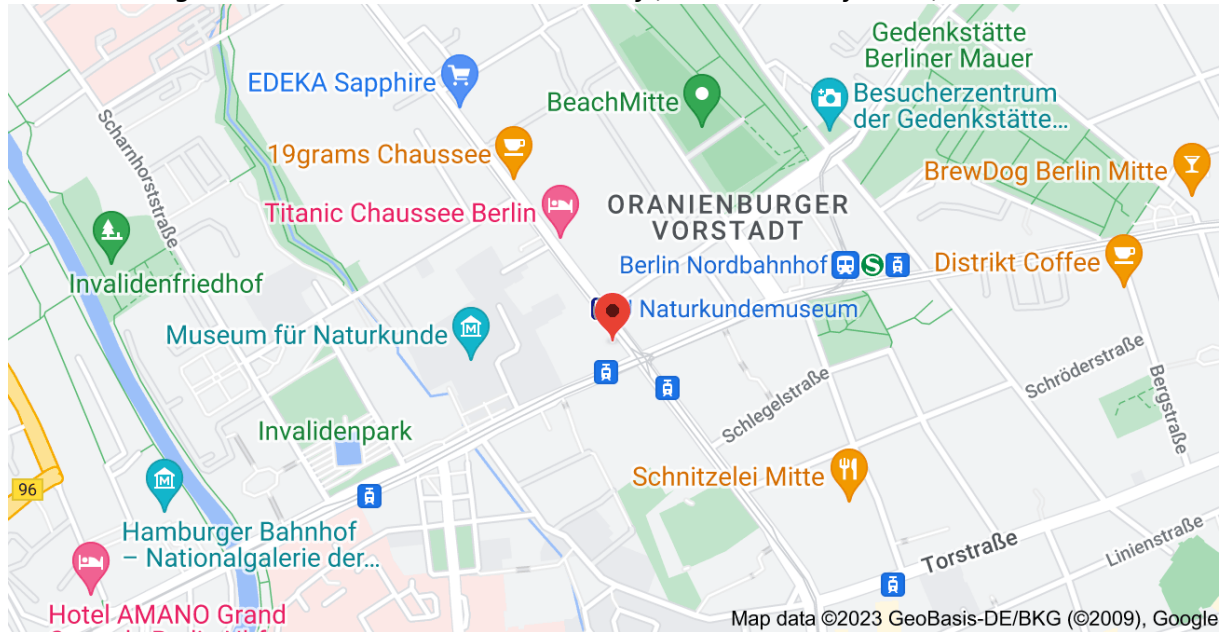 Gedenkstätte
Berliner Mauer
EDEKA Sapphire
BeachMitte
Besucherzentrum
der Gedenkstätte...
Scharnhorststraße
19grams Chaussee
BrewDog Berlin Mitte
Titanic Chaussee Berlin
ORANIENBURGER
VORSTADT
Berlin Nordbahnhof
S
Distrikt Coffee
Invalidenfriedhof
Naturkundemuseum
Museum für Naturkunde
Schröderstraße
Schlegelstraße
Bergstraße
Invalidenpark
Schnitzelei Mitte
96
Hamburger Bahnhof
– Nationalgalerie der...
Torstraße
Linienstraße
Hotel AMANO Grand
Map data ©2023 GeoBasis-DE/BKG (©2009), Google